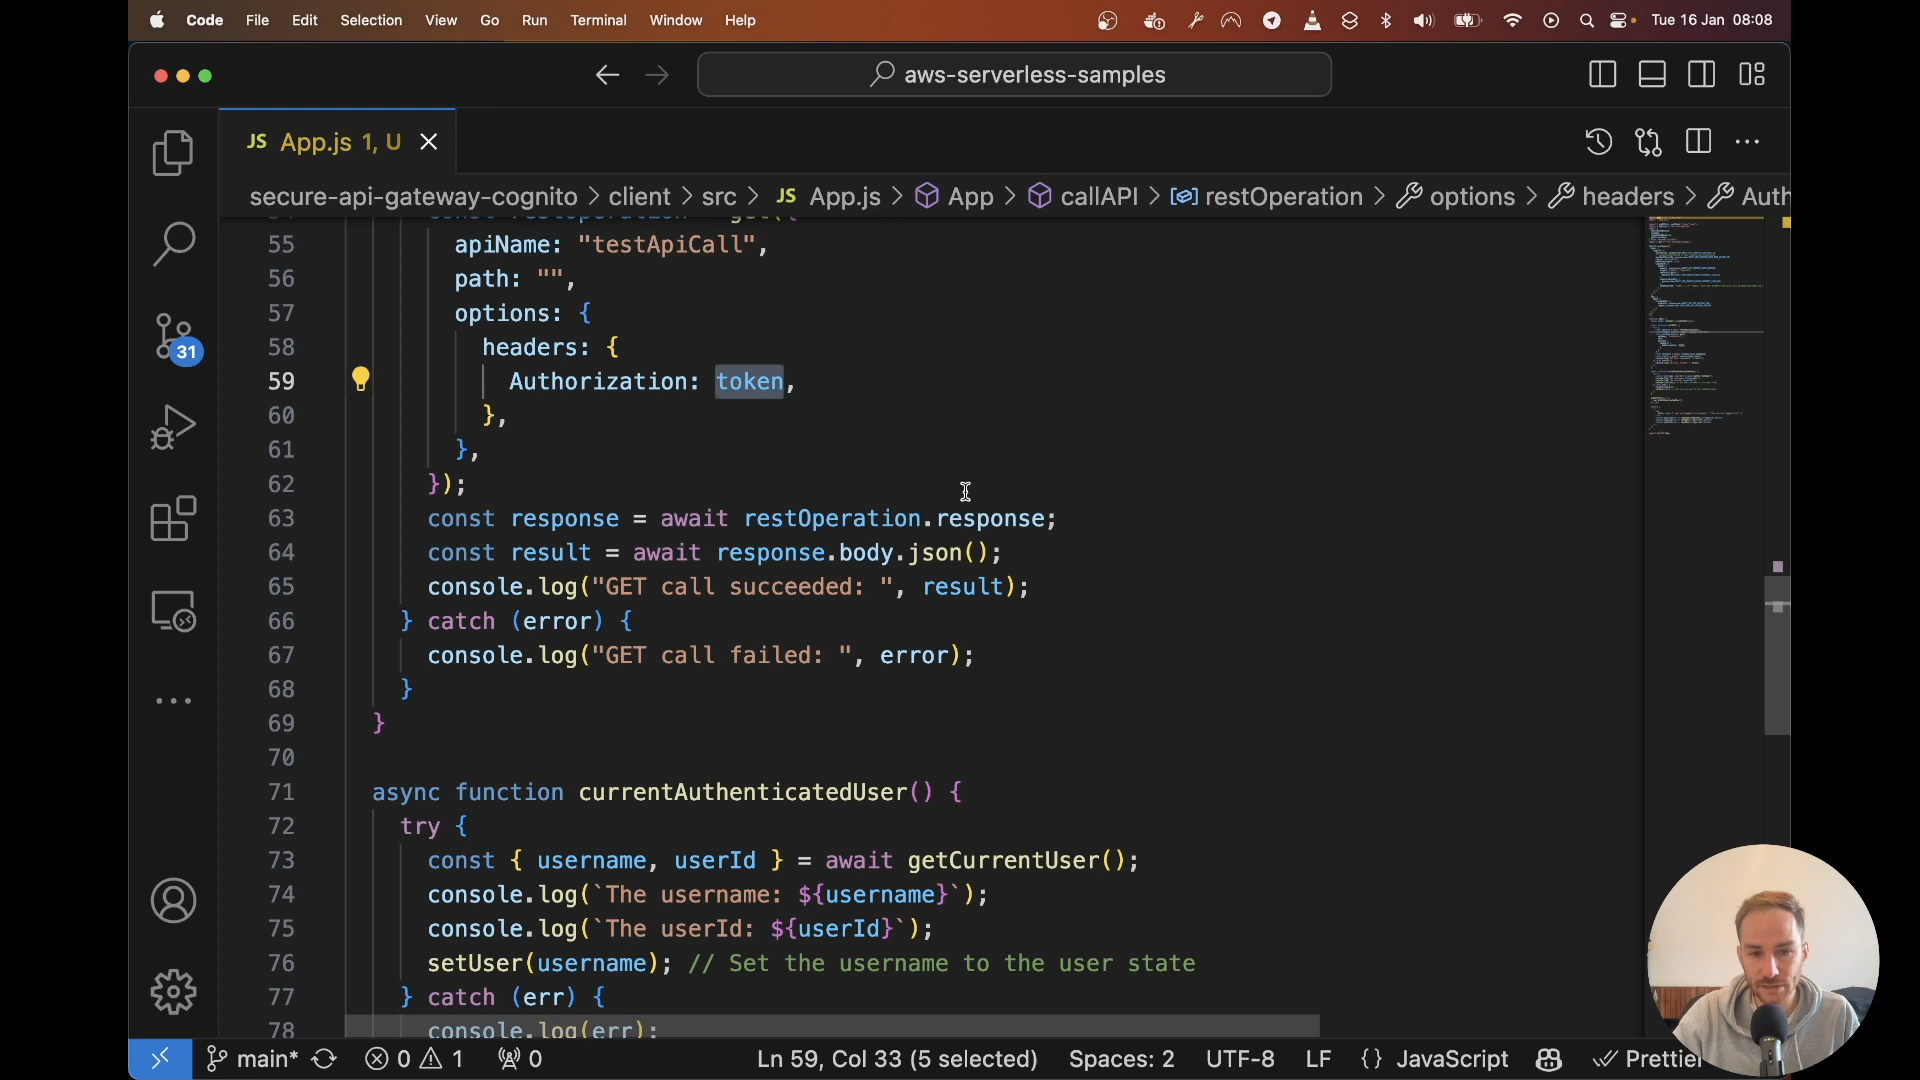 Code File Edit Selection View Go Run Terminal Window Help Tue 16 Jan 08:08
aws-serverless-samples
JS App.js 1, U
secure-api-gateway-cognito > client > src > JS App.js > App > callAPI > restOperation > options > headers > Auth
55 apiName: "testApiCall",
56 path: "",
57 options: {
58 headers: {
59 Authorization: token,
60 },
61 },
62 });
63 const response = await restOperation.response;
64 const result = await response.body.json();
65 console.log("GET call succeeded: ", result);
66 } catch (error) {
67 console.log("GET call failed: ", error);
68 }
69 }
70
71 async function currentAuthenticatedUser() {
72 try {
73 const { username, userId } = await getCurrentUser();
74 console.log(`The username: ${username}`);
75 console.log(`The userId: ${userId}`);
76 setUser(username); // Set the username to the user state
77 } catch (err) {
78 console.log(err);
31
main* 0 1 0 Ln 59, Col 33 (5 selected) Spaces: 2 UTF-8 LF {} JavaScript Prettier